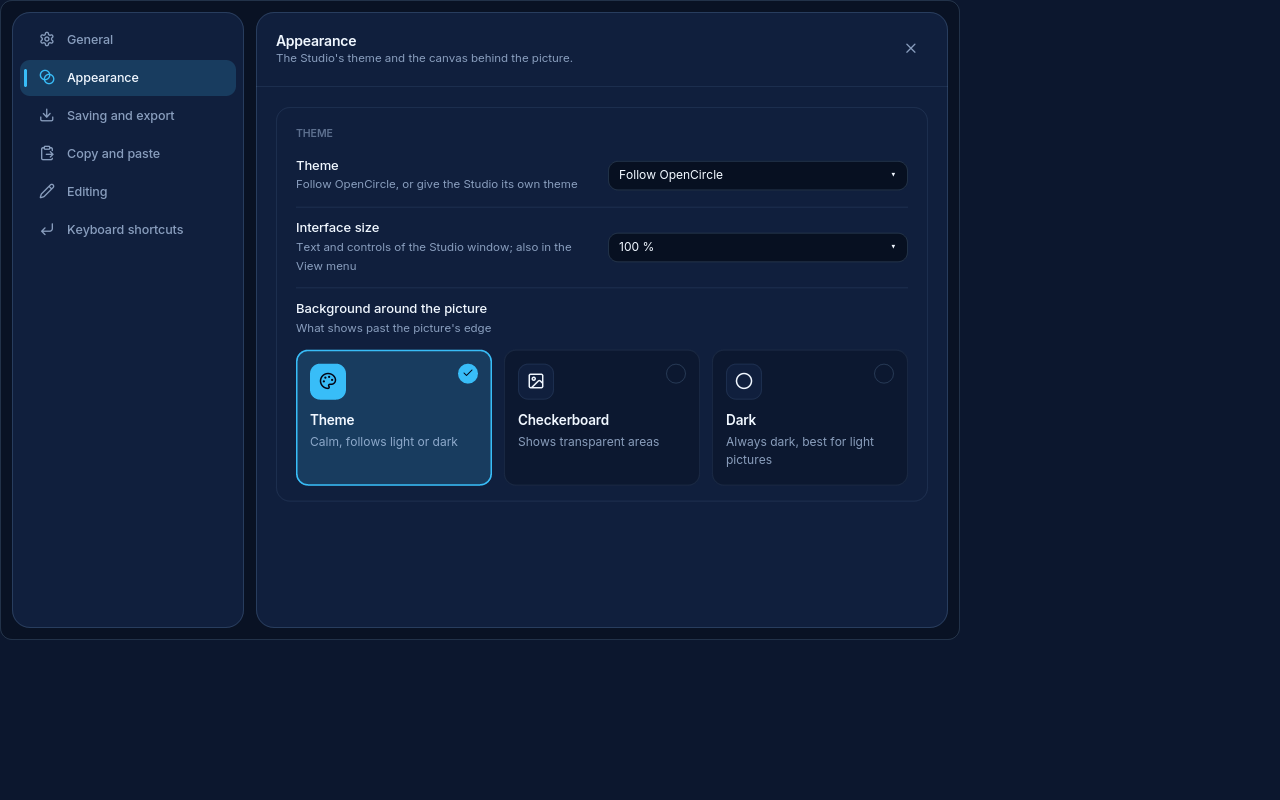 General
Appearance
Saving and export
Copy and paste
Editing
Keyboard shortcuts
Appearance
The Studio's theme and the canvas behind the picture.
THEME
Theme
Follow OpenCircle, or give the Studio its own theme
Follow OpenCircle
Interface size
Text and controls of the Studio window; also in the
View menu
100 %
Background around the picture
What shows past the picture's edge
Theme
Calm, follows light or dark
Checkerboard
Shows transparent areas
Dark
Always dark, best for light
pictures